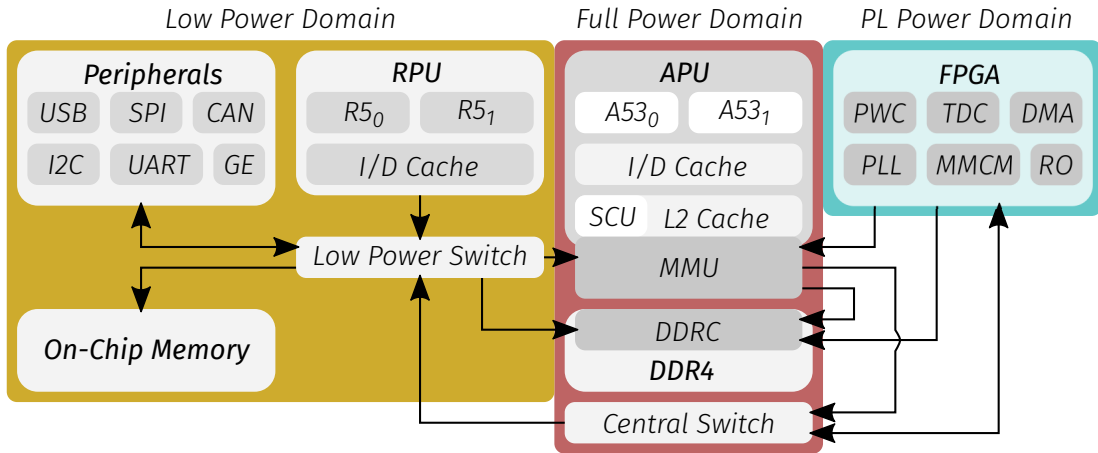 Low Power Domain
Full Power Domain
PL Power Domain
Peripherals
USB
SPI
CAN
I2C
UART
GE
RPU
R5₀
R5₁
I/D Cache
APU
A53₀
A53₁
I/D Cache
SCU
L2 Cache
FPGA
PWC
TDC
DMA
PLL
MMCM
RO
Low Power Switch
MMU
On-Chip Memory
DDRC
DDR4
Central Switch